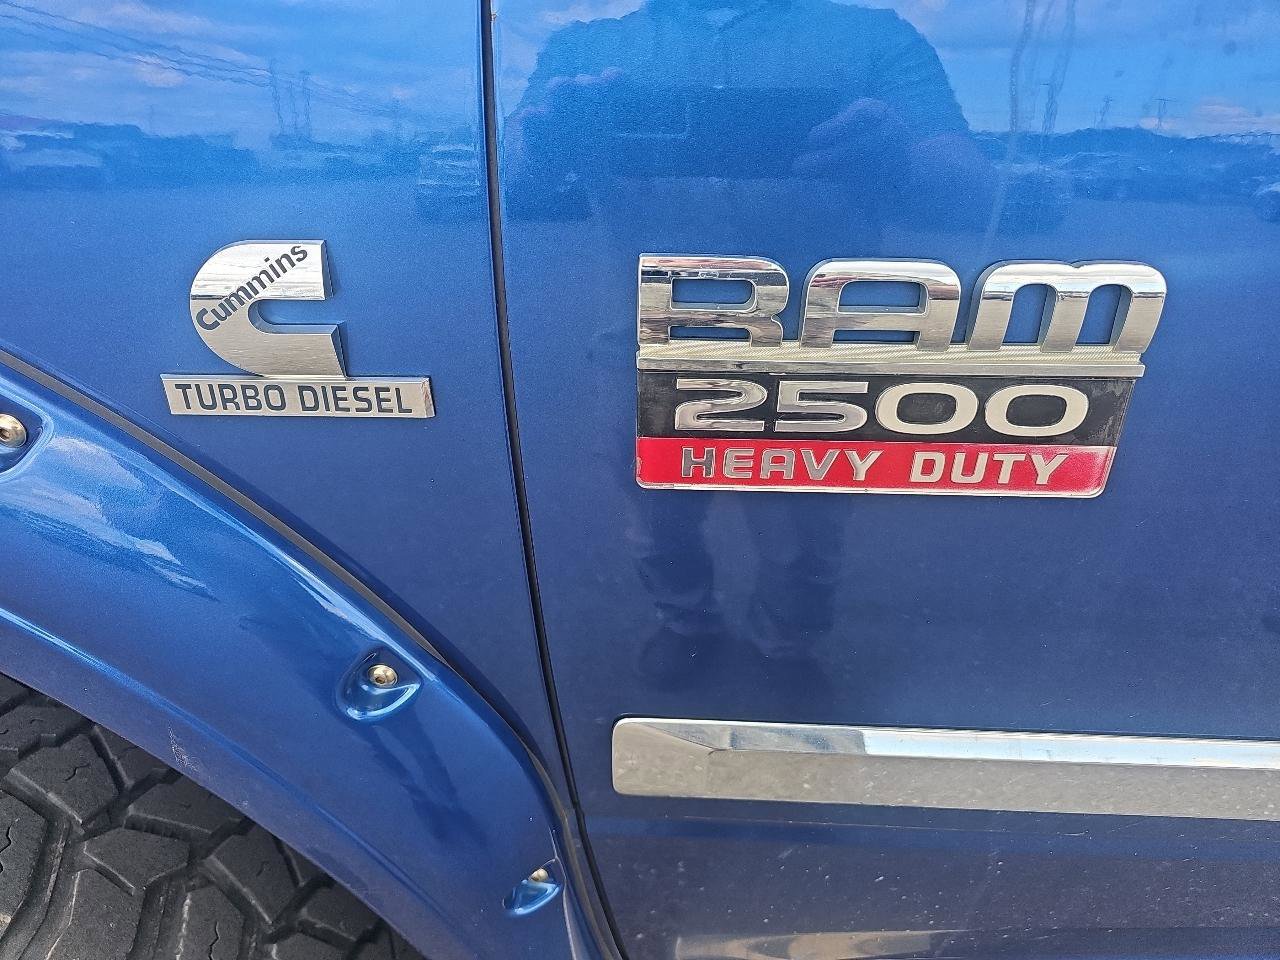 Cummins
TURBO DIESEL
RAM
2500
HEAVY DUTY